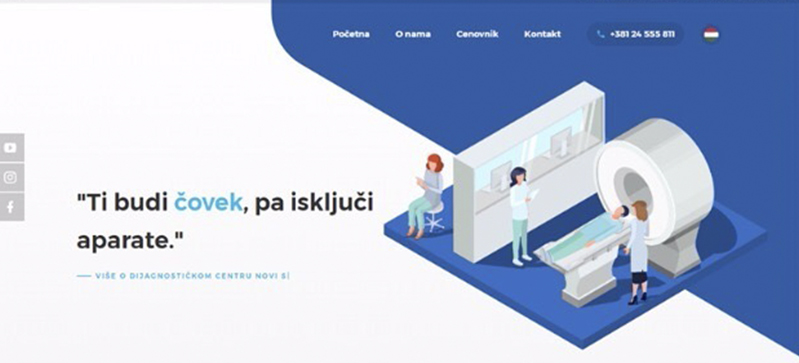 Početna O nama Cenovnik Kontakt +381 24 555 811
"Ti budi čovek, pa isključi
aparate."
VIŠE O DIJAGNOSTIČKOM CENTRU NOVI S|